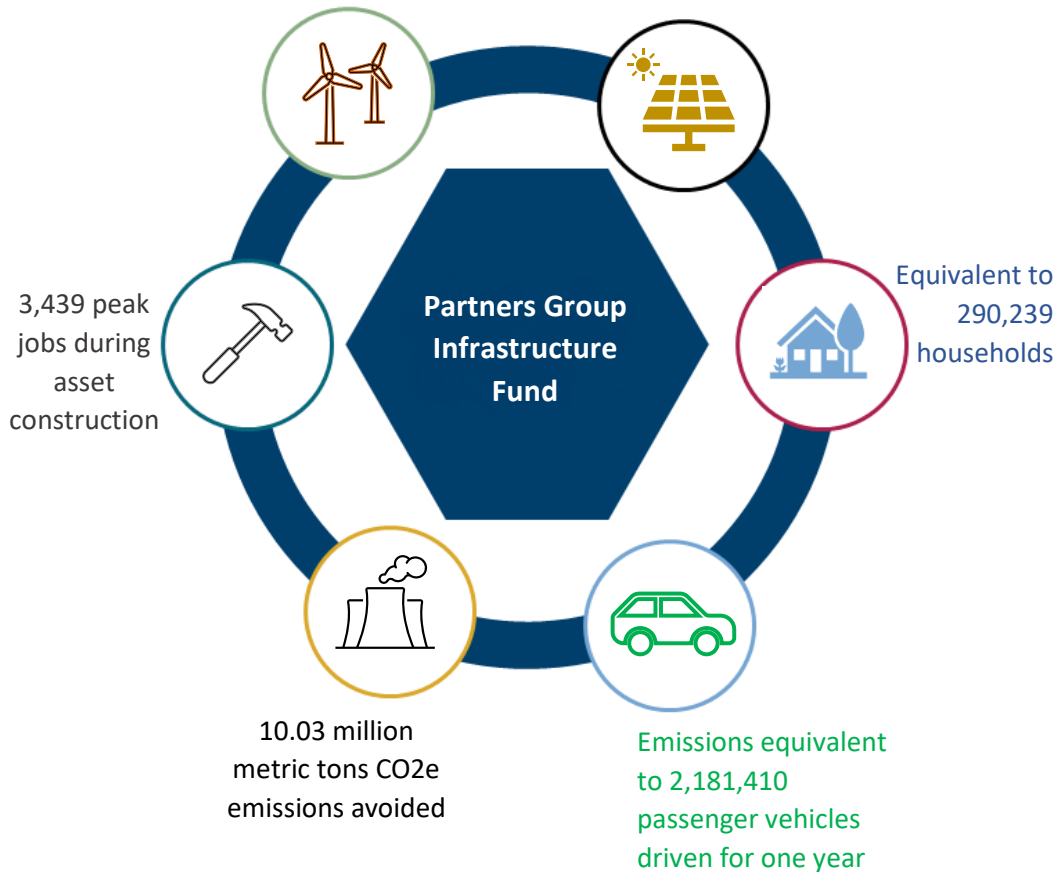 Partners Group
Infrastructure
Fund
3,439 peak
jobs during
asset
construction
Equivalent to
290,239
households
10.03 million
metric tons CO2e
emissions avoided
Emissions equivalent
to 2,181,410
passenger vehicles
driven for one year